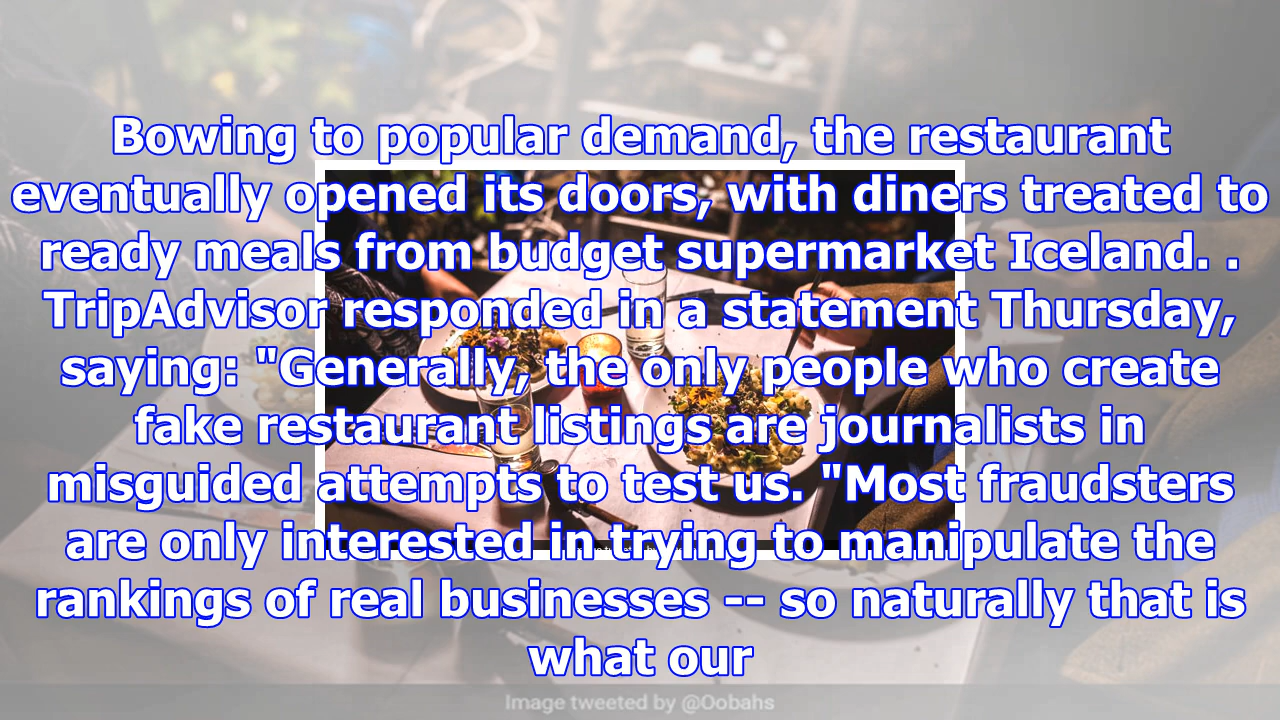 Bowing to popular demand, the restaurant
eventually opened its doors, with diners treated to
ready meals from budget supermarket Iceland. .
TripAdvisor responded in a statement Thursday,
saying: "Generally, the only people who create
fake restaurant listings are journalists in
misguided attempts to test us. "Most fraudsters
are only interested in trying to manipulate the
rankings of real businesses -- so naturally that is
what our
Image tweeted by @Oobahs